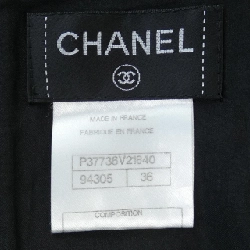 CHANEL
MADE IN FRANCE
FABRIQUE EN FRANCE
P37738V21640
94305 36
COMPOSITION